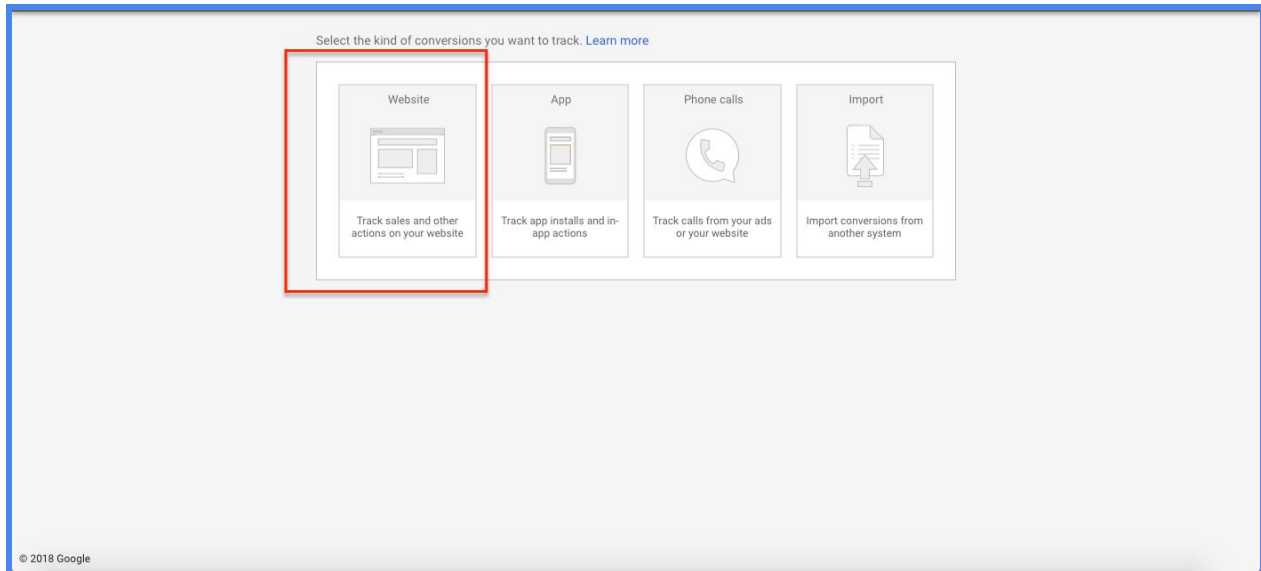 Select the kind of conversions you want to track. Learn more
Website
Track sales and other
actions on your website
App
Track app installs and in-
app actions
Phone calls
Track calls from your ads
or your website
Import
Import conversions from
another system
© 2018 Google